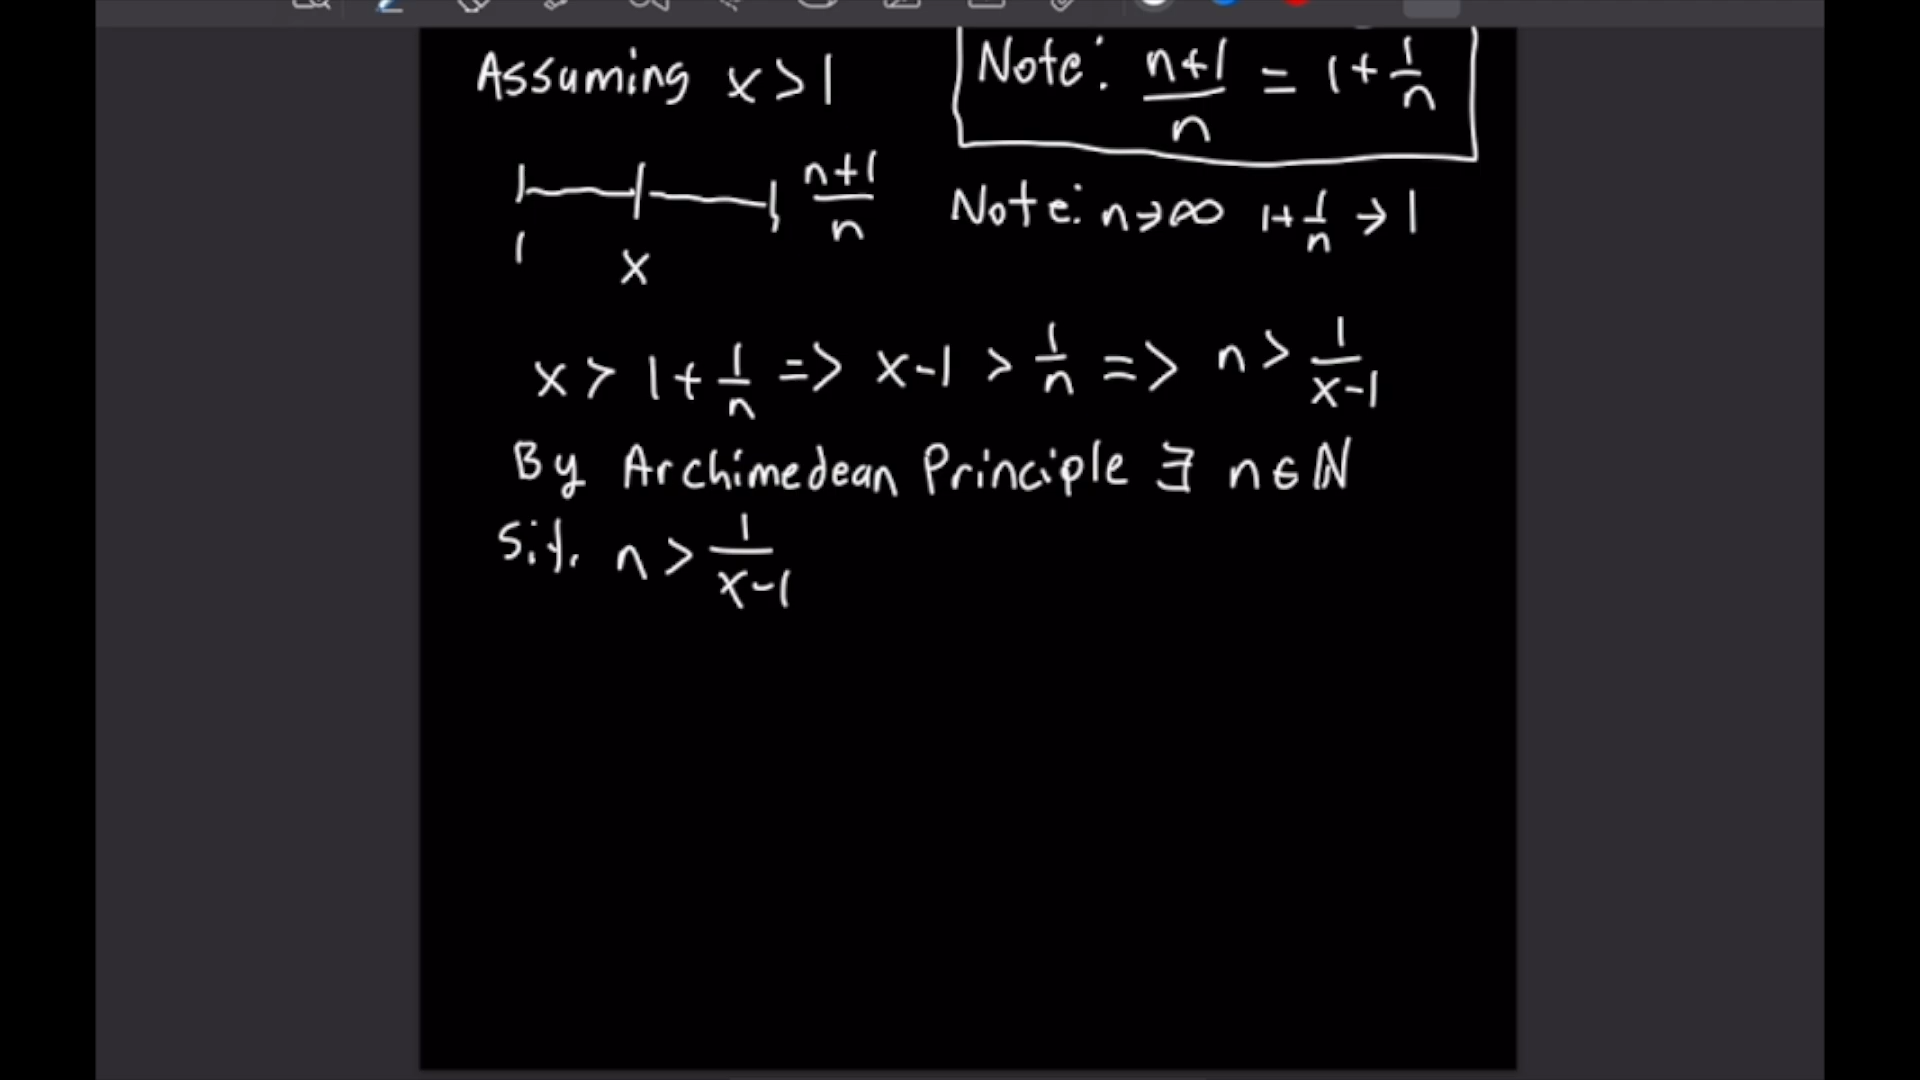 Assuming x > 1
Note: n+1/n = 1 + 1/n
1 x n+1/n
Note: n → ∞ 1 + 1/n → 1
x > 1 + 1/n => x - 1 > 1/n => n > 1/x-1
By Archimedean Principle ∃ n ∈ ℕ
s.t. n > 1/x-1